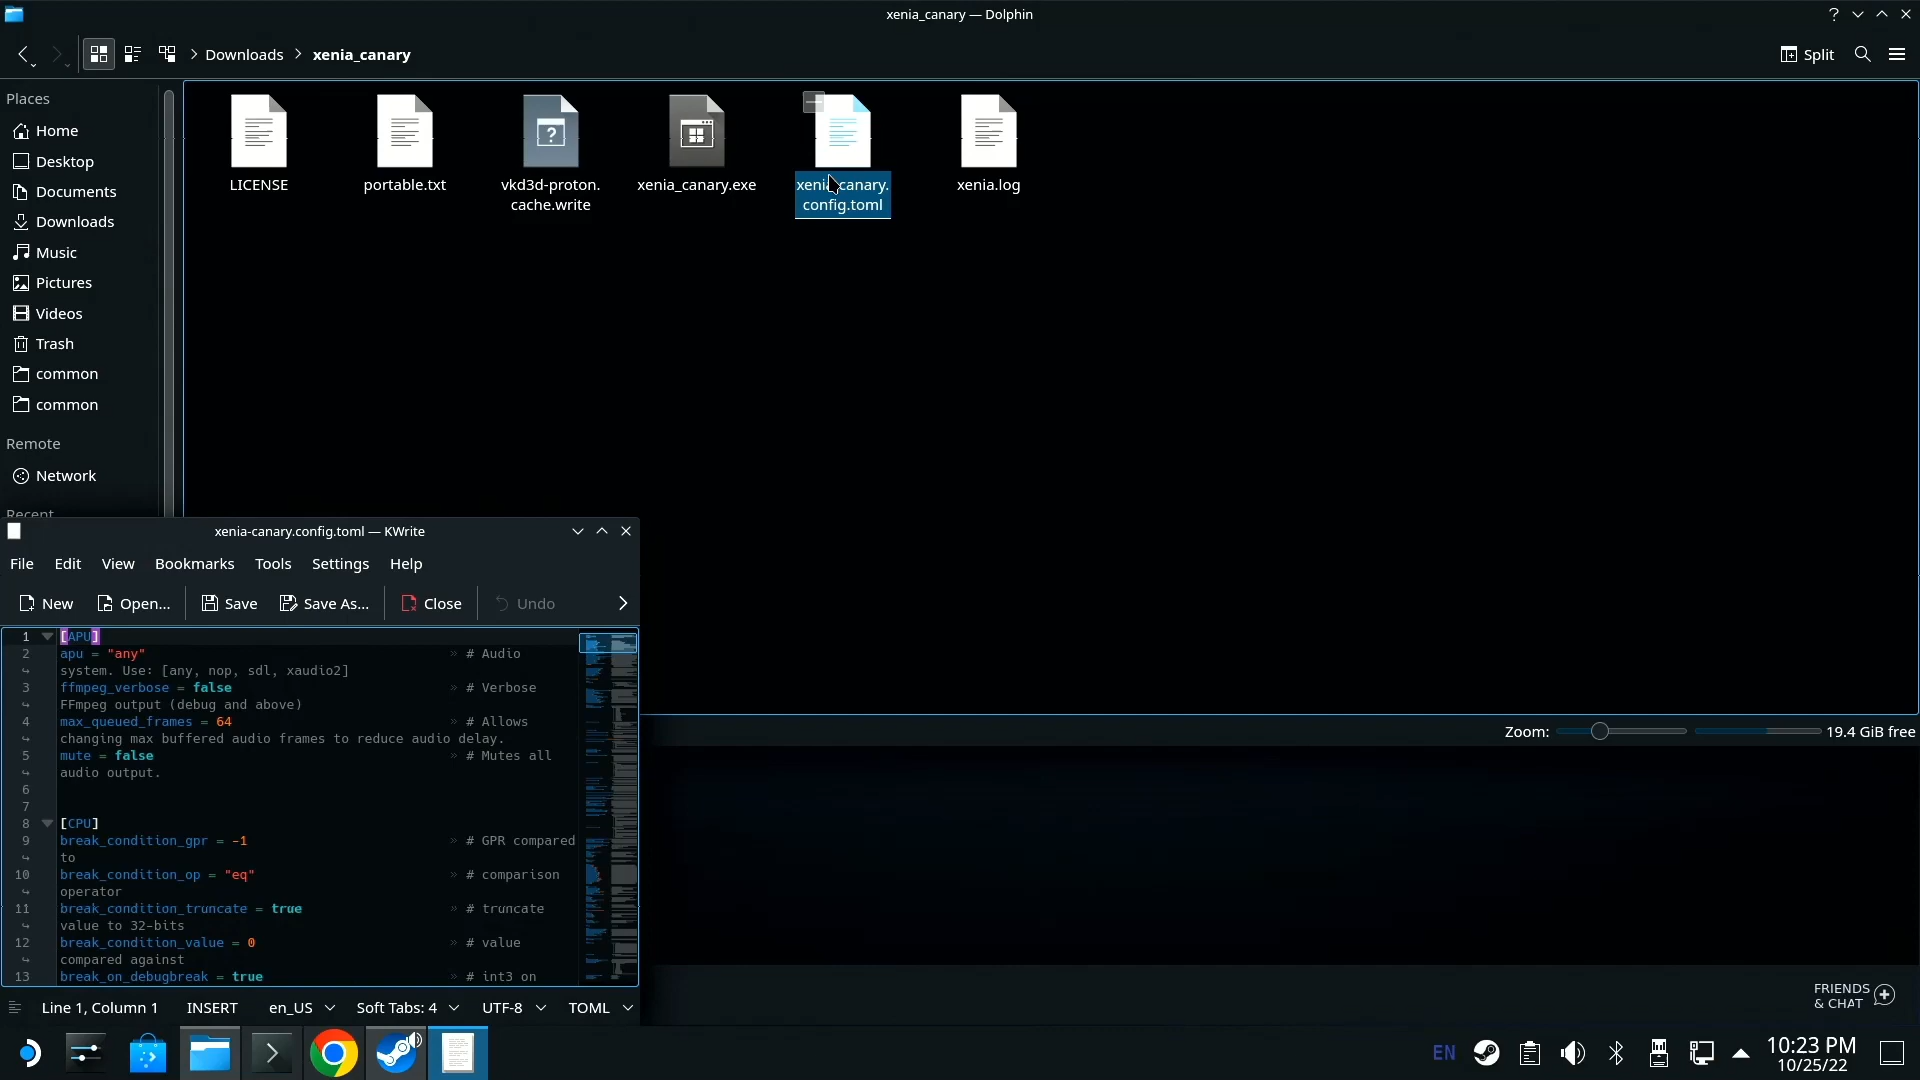 xenia_canary — Dolphin
Downloads
xenia_canary
Split
Places
Home
Desktop
Documents
Downloads
Music
Pictures
Videos
Trash
common
common
Remote
Network
Recent
LICENSE
portable.txt
vkd3d-proton.
cache.write
xenia_canary.exe
xenia-canary.
config.toml
xenia.log
Zoom:
19.4 GiB free
xenia-canary.config.toml — KWrite
File Edit View Bookmarks Tools Settings Help
New Open... Save Save As... Close Undo
1 [APU]
2 apu = "any" » # Audio
system. Use: [any, nop, sdl, xaudio2]
3 ffmpeg_verbose = false » # Verbose
FFmpeg output (debug and above)
4 max_queued_frames = 64 » # Allows
changing max buffered audio frames to reduce audio delay.
5 mute = false » # Mutes all
audio output.
6
7
8 [CPU]
9 break_condition_gpr = -1 » # GPR compared
to
10 break_condition_op = "eq" » # comparison
operator
11 break_condition_truncate = true » # truncate
value to 32-bits
12 break_condition_value = 0 » # value
compared against
13 break_on_debugbreak = true » # int3 on
Line 1, Column 1 INSERT en_US Soft Tabs: 4 UTF-8 TOML
FRIENDS
& CHAT
EN
10:23 PM
10/25/22